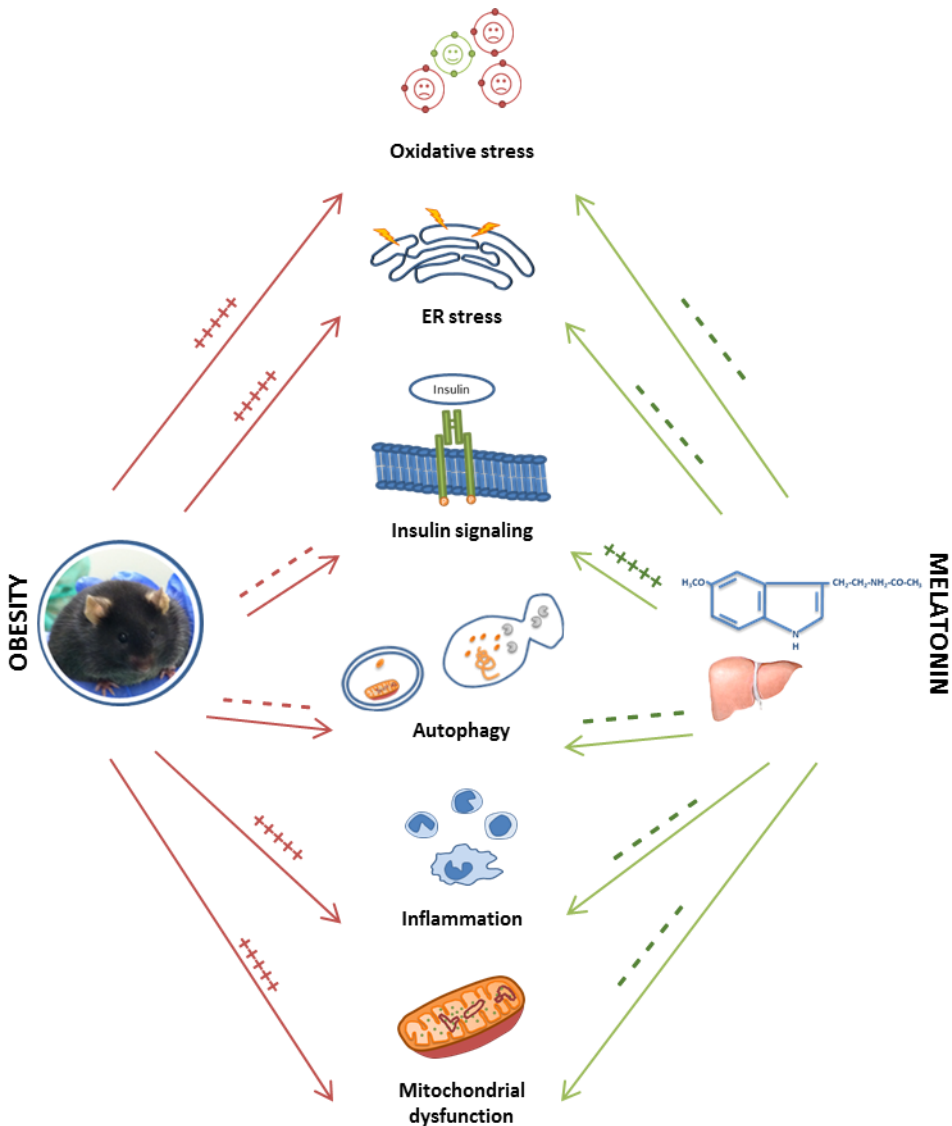 Oxidative stress
ER stress
Insulin
Insulin signaling
OBESITY
MELATONIN
H₃CO
CH₂-CH₂-NH₂-CO-CH₃
N
H
Autophagy
Inflammation
Mitochondrial
dysfunction